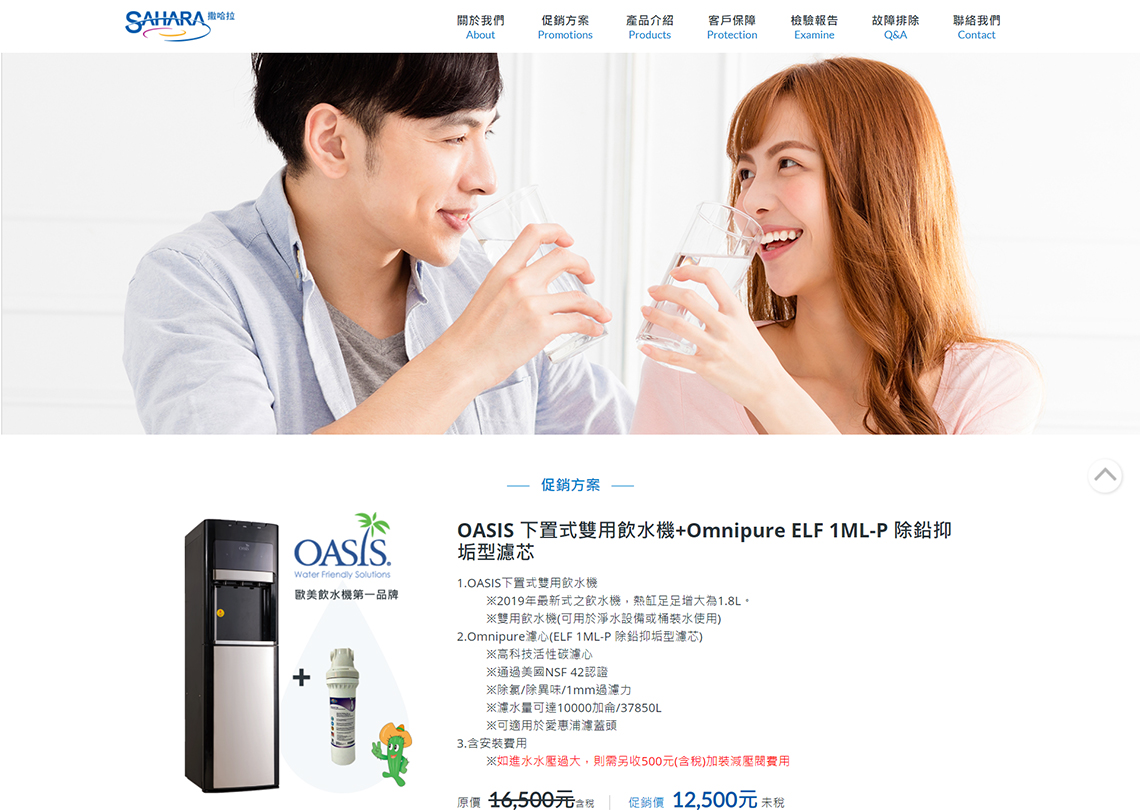 SAHARA 撒哈拉
關於我們 促銷方案 產品介紹 客戶保障 檢驗報告 故障排除 聯絡我們
About Promotions Products Protection Examine Q&A Contact
促銷方案
OASIS.
Water Friendly Solutions
歐美飲水機第一品牌
+
OASIS 下置式雙用飲水機+Omnipure ELF 1ML-P 除鉛抑
垢型濾芯
1.OASIS下置式雙用飲水機
※2019年最新式之飲水機，熱缸足足增大為1.8L。
※雙用飲水機(可用於淨水設備或桶裝水使用)
2.Omnipure濾心(ELF 1ML-P 除鉛抑垢型濾芯)
※高科技活性碳濾心
※通過美國NSF 42認證
※除氯/除異味/1mm過濾力
※濾水量可達10000加侖/37850L
※可適用於愛惠浦濾蓋頭
3.含安裝費用
※如進水水壓過大，則需另收500元(含稅)加裝減壓閥費用
原價 16,500元含稅 | 促銷價 12,500元 未稅